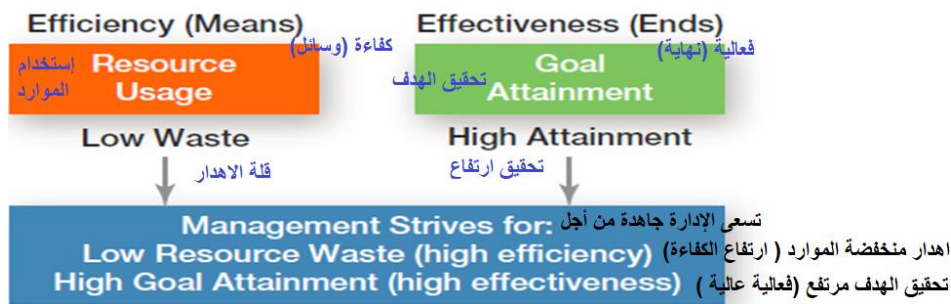 Efficiency (Means)
Effectiveness (Ends)
كفاءة (وسائل)
فعالية (نهاية)
Resource
Usage
إستخدام
الموارد
Goal
Attainment
تحقيق الهدف
Low Waste
High Attainment
قلة الاهدار
تحقيق ارتفاع
Management Strives for: تسعى الإدارة جاهدة من أجل
Low Resource Waste (high efficiency) اهدار منخفضة الموارد ( ارتفاع الكفاءة)
High Goal Attainment (high effectiveness) تحقيق الهدف مرتفع (فعالية عالية )